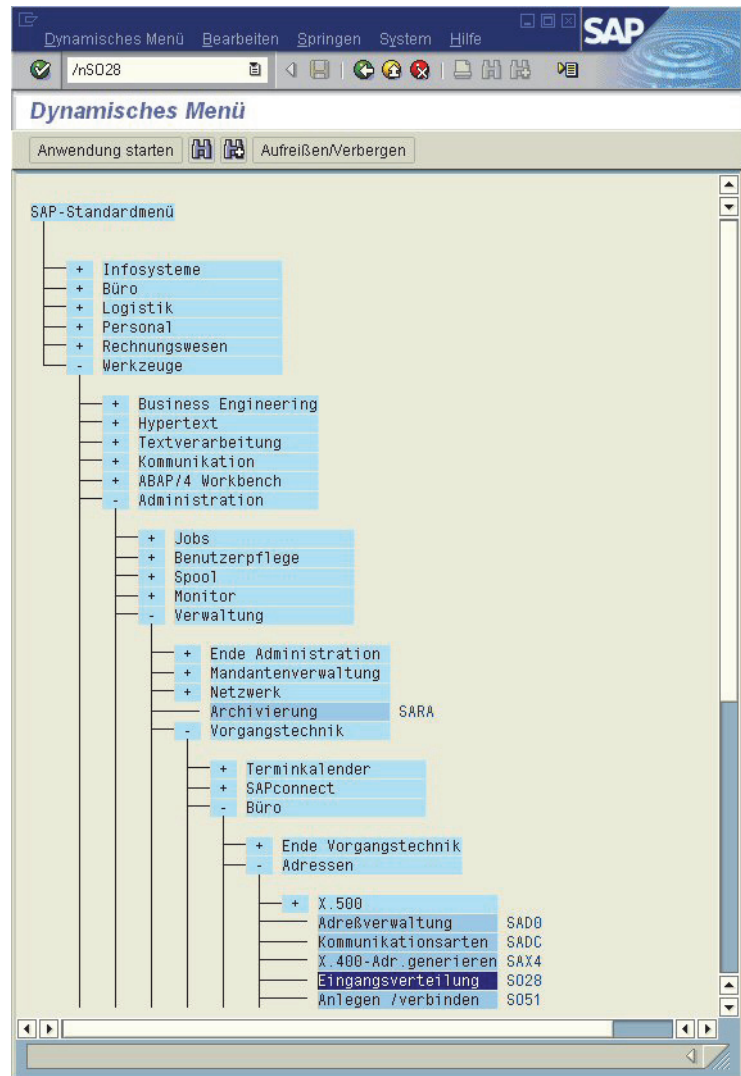 Dynamisches Menü Bearbeiten Springen System Hilfe
SAP
/nSO28
Dynamisches Menü
Anwendung starten Aufreißen/Verbergen
SAP-Standardmenü
+ Infosysteme
+ Büro
+ Logistik
+ Personal
+ Rechnungswesen
- Werkzeuge
+ Business Engineering
+ Hypertext
+ Textverarbeitung
+ Kommunikation
+ ABAP/4 Workbench
- Administration
+ Jobs
+ Benutzerpflege
+ Spool
+ Monitor
- Verwaltung
+ Ende Administration
+ Mandantenverwaltung
+ Netzwerk
Archivierung SARA
- Vorgangstechnik
+ Terminkalender
+ SAPconnect
- Büro
+ Ende Vorgangstechnik
- Adressen
+ X.500
Adreßverwaltung SAD0
Kommunikationsarten SADC
X.400-Adr.generieren SAX4
Eingangsverteilung SO28
Anlegen /verbinden SO51